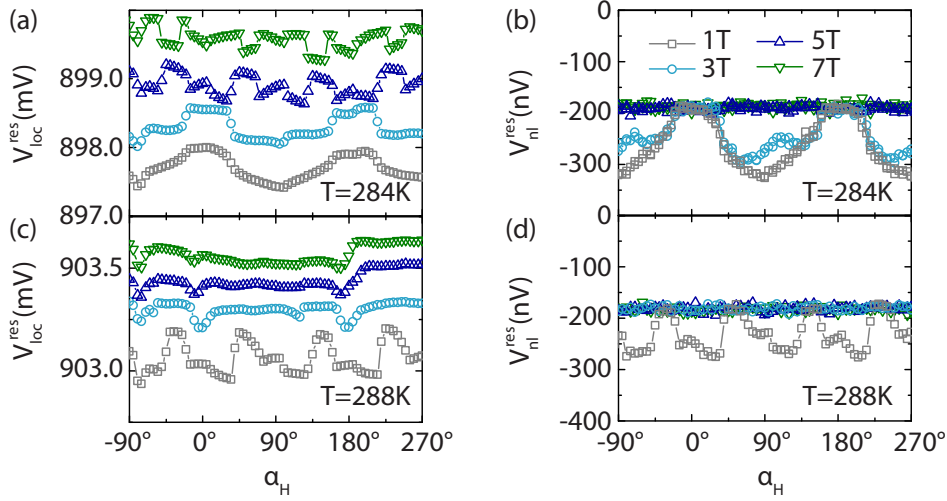 (a)
V_loc^res (mV)
899.0
898.0
897.0
T=284K
(b)
V_nl^res (nV)
0
-100
-200
-300
0
1T
5T
3T
7T
T=284K
(c)
V_loc^res (mV)
903.5
903.0
T=288K
-90° 0° 90° 180° 270°
α_H
(d)
V_nl^res (nV)
-100
-200
-300
-400
T=288K
-90° 0° 90° 180° 270°
α_H